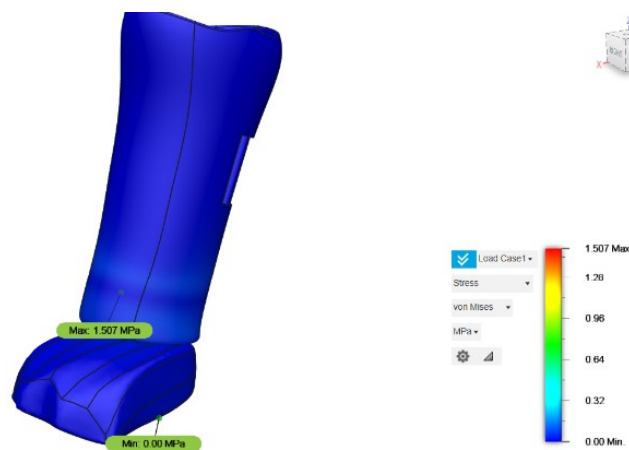 Z
X
Max: 1.507 MPa
Min: 0.00 MPa
Load Case1
Stress
von Mises
MPa
1.507 Max
1.28
0.96
0.64
0.32
0.00 Min.